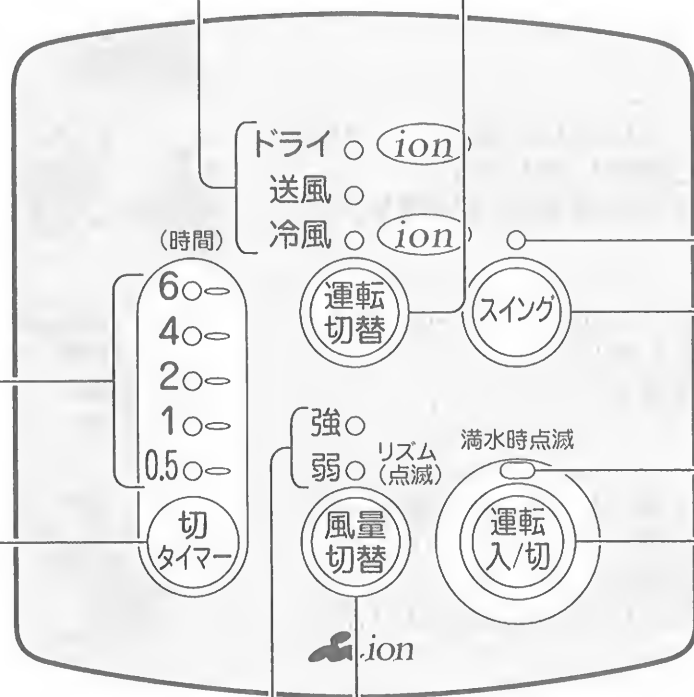 ドライ ion
送風
冷風 ion
(時間)
6
4
2
1
0.5
切
タイマー
運転
切替
スイング
強
弱
リズム
(点滅)
風量
切替
満水時点滅
運転
入/切
ion